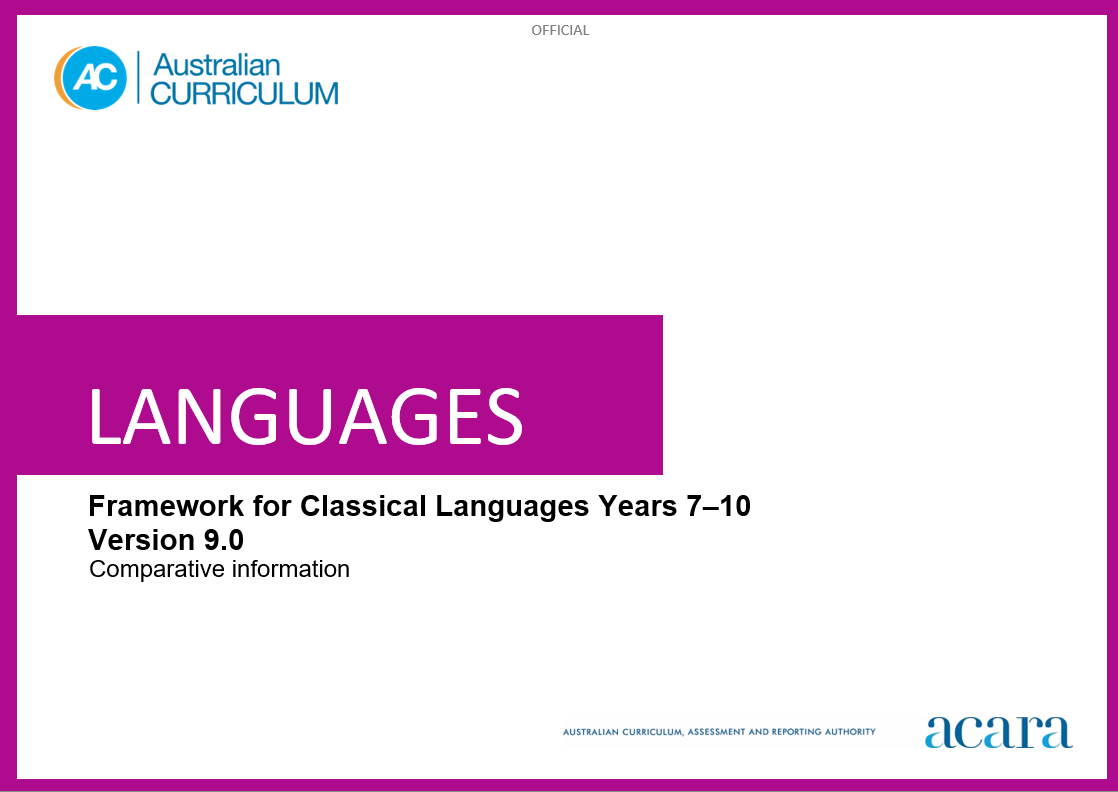 OFFICIAL
AC
Australian
CURRICULUM
LANGUAGES
Framework for Classical Languages Years 7–10
Version 9.0
Comparative information
AUSTRALIAN CURRICULUM, ASSESSMENT AND REPORTING AUTHORITY
acara